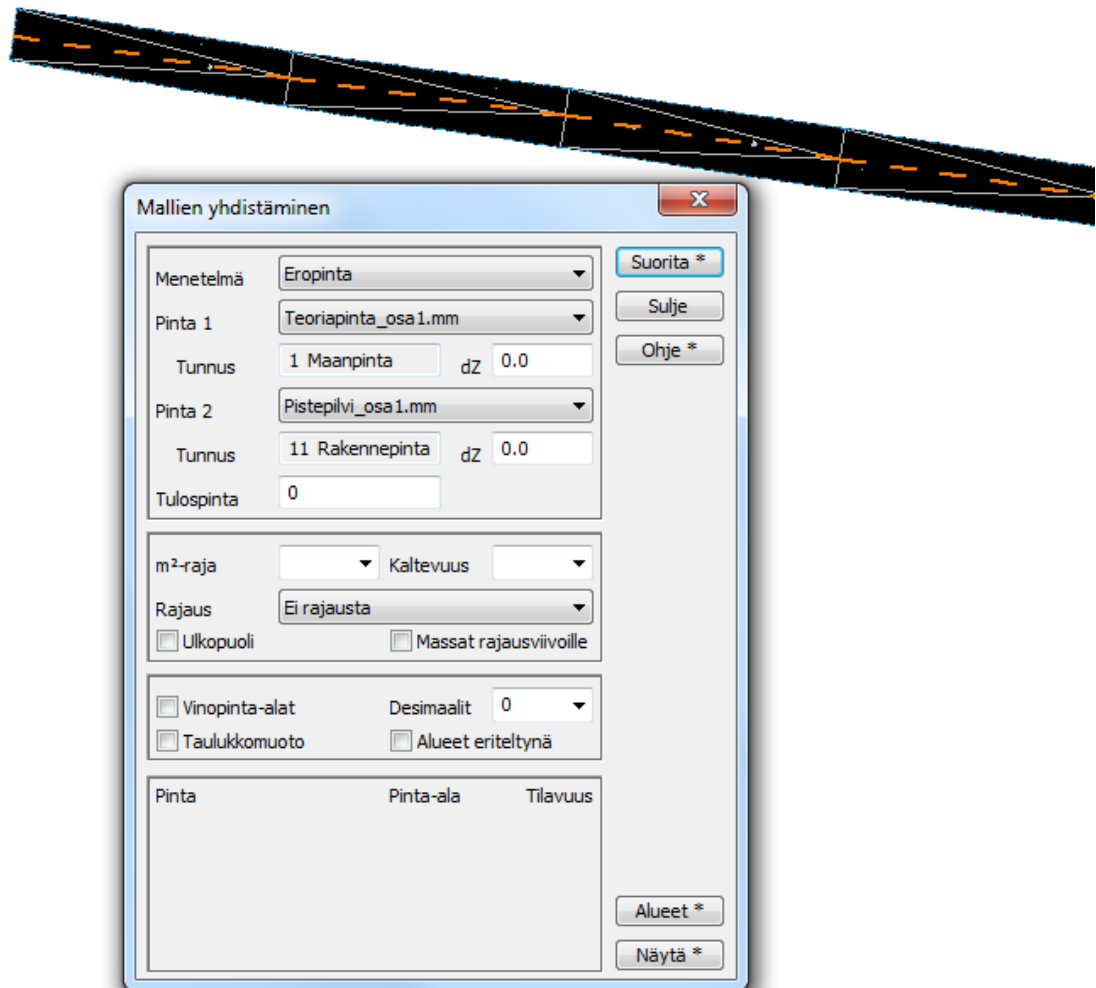 Mallien yhdistäminen
Menetelmä Eropinta Suorita *
Pinta 1 Teoriapinta_osa1.mm Sulje
Tunnus 1 Maanpinta dZ 0.0 Ohje *
Pinta 2 Pistepilvi_osa1.mm
Tunnus 11 Rakennepinta dZ 0.0
Tulospinta 0
m²-raja Kaltevuus
Rajaus Ei rajausta
Ulkopuoli Massat rajausviivoille
Vinopinta-alat Desimaalit 0
Taulukkomuoto Alueet eriteltynä
Pinta Pinta-ala Tilavuus
Alueet *
Näytä *